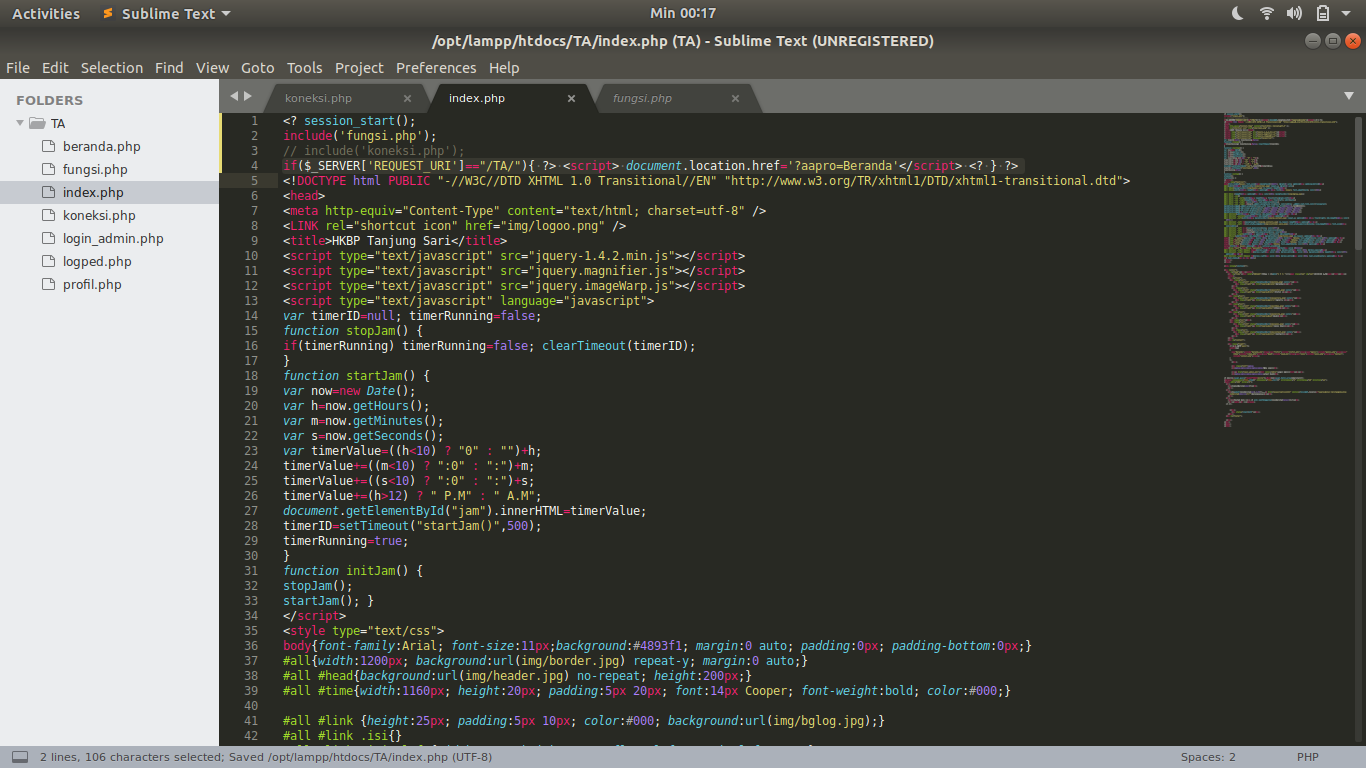 Activities Sublime Text Min 00:17
/opt/lampp/htdocs/TA/index.php (TA) - Sublime Text (UNREGISTERED)
File Edit Selection Find View Goto Tools Project Preferences Help
FOLDERS
TA
beranda.php
fungsi.php
index.php
koneksi.php
login_admin.php
logped.php
profil.php
koneksi.php × index.php × fungsi.php ×
1 <? session_start();
2 include('fungsi.php');
3 // include('koneksi.php');
4 if($_SERVER['REQUEST_URI']=="/TA/"){ ?> <script> document.location.href='?aapro=Beranda'</script> <? } ?>
5 <!DOCTYPE html PUBLIC "-//W3C//DTD XHTML 1.0 Transitional//EN" "http://www.w3.org/TR/xhtml1/DTD/xhtml1-transitional.dtd">
6 <head>
7 <meta http-equiv="Content-Type" content="text/html; charset=utf-8" />
8 <LINK rel="shortcut icon" href="img/logoo.png" />
9 <title>HKBP Tanjung Sari</title>
10 <script type="text/javascript" src="jquery-1.4.2.min.js"></script>
11 <script type="text/javascript" src="jquery.magnifier.js"></script>
12 <script type="text/javascript" src="jquery.imageWarp.js"></script>
13 <script type="text/javascript" language="javascript">
14 var timerID=null; timerRunning=false;
15 function stopJam() {
16 if(timerRunning) timerRunning=false; clearTimeout(timerID);
17 }
18 function startJam() {
19 var now=new Date();
20 var h=now.getHours();
21 var m=now.getMinutes();
22 var s=now.getSeconds();
23 var timerValue=((h<10) ? "0" : "")+h;
24 timerValue+=((m<10) ? ":0" : ":")+m;
25 timerValue+=((s<10) ? ":0" : ":")+s;
26 timerValue+=(h>12) ? " P.M" : " A.M";
27 document.getElementById("jam").innerHTML=timerValue;
28 timerID=setTimeout("startJam()",500);
29 timerRunning=true;
30 }
31 function initJam() {
32 stopJam();
33 startJam(); }
34 </script>
35 <style type="text/css">
36 body{font-family:Arial; font-size:11px;background:#4893f1; margin:0 auto; padding:0px; padding-bottom:0px;}
37 #all{width:1200px; background:url(img/border.jpg) repeat-y; margin:0 auto;}
38 #all #head{background:url(img/header.jpg) no-repeat; height:200px;}
39 #all #time{width:1160px; height:20px; padding:5px 20px; font:14px Cooper; font-weight:bold; color:#000;}
40
41 #all #link {height:25px; padding:5px 10px; color:#000; background:url(img/bglog.jpg);}
42 #all #link .isi{}
2 lines, 106 characters selected; Saved /opt/lampp/htdocs/TA/index.php (UTF-8) Spaces: 2 PHP